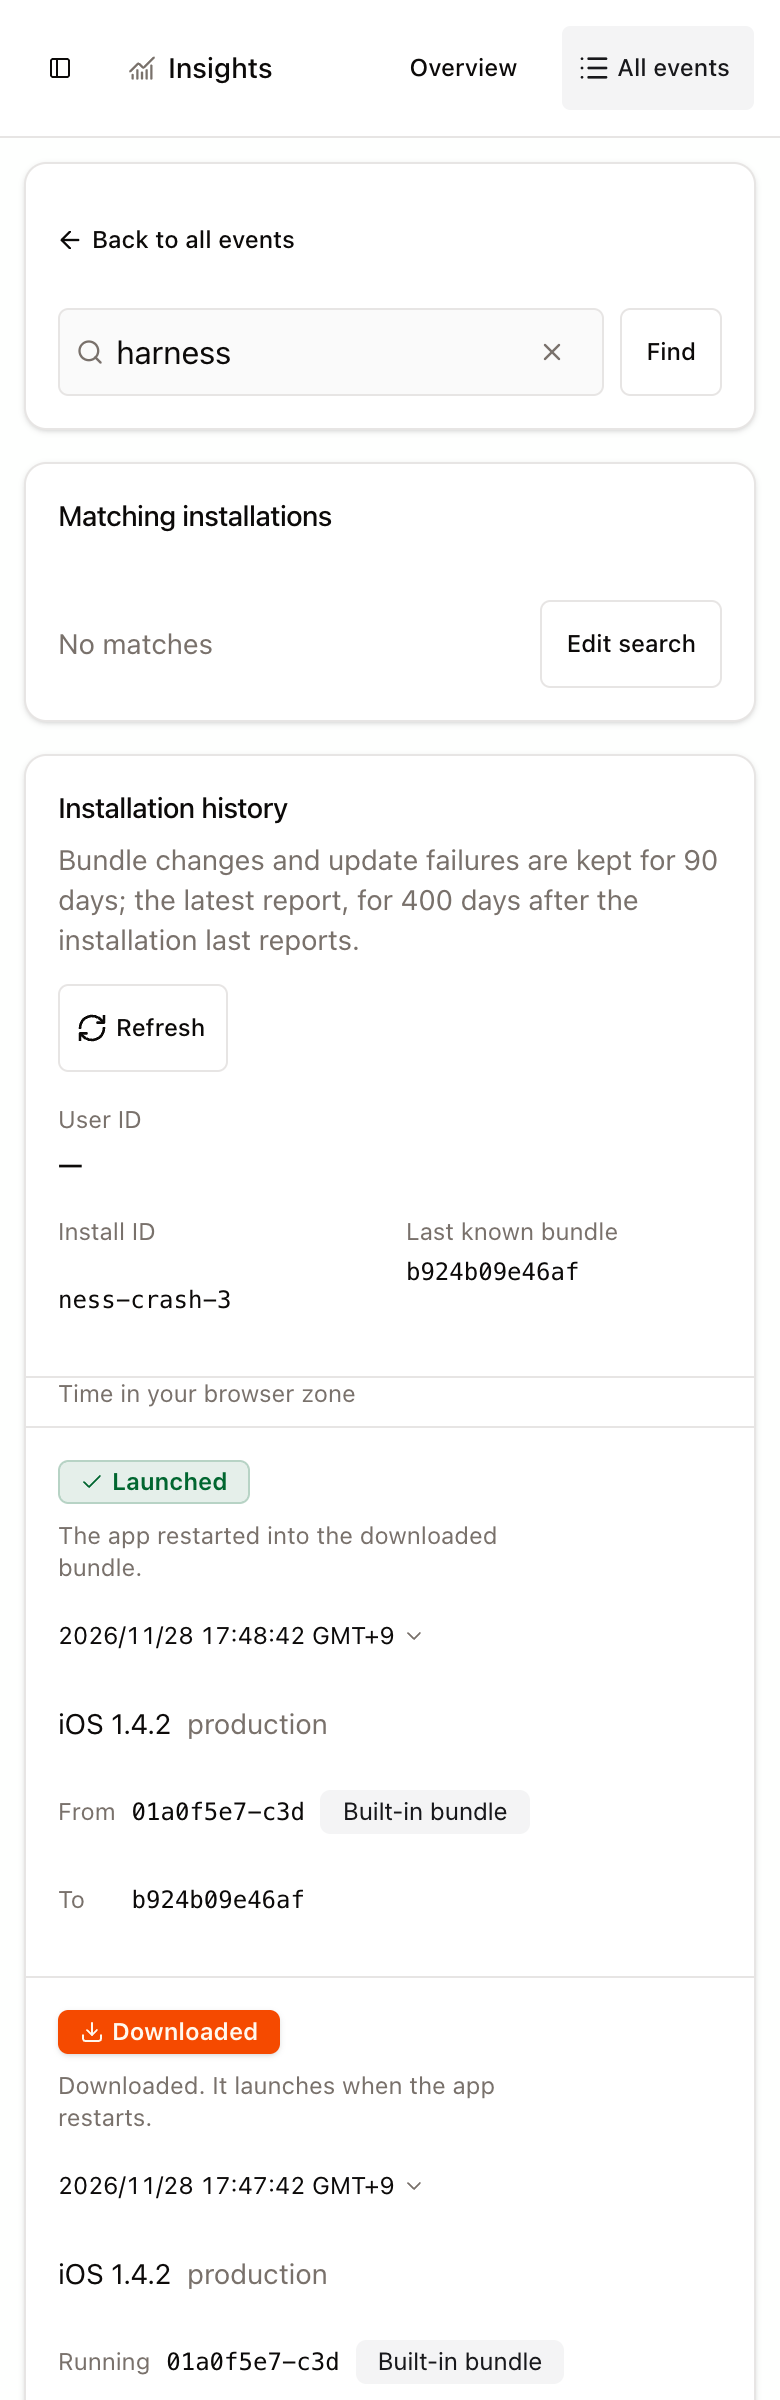 Insights
Overview
All events
Back to all events
harness
Find
Matching installations
No matches
Edit search
Installation history
Bundle changes and update failures are kept for 90
days; the latest report, for 400 days after the
installation last reports.
Refresh
User ID
—
Install ID
Last known bundle
b924b09e46af
ness-crash-3
Time in your browser zone
Launched
The app restarted into the downloaded
bundle.
2026/11/28 17:48:42 GMT+9
iOS 1.4.2 production
From 01a0f5e7-c3d Built-in bundle
To b924b09e46af
Downloaded
Downloaded. It launches when the app
restarts.
2026/11/28 17:47:42 GMT+9
iOS 1.4.2 production
Running 01a0f5e7-c3d Built-in bundle